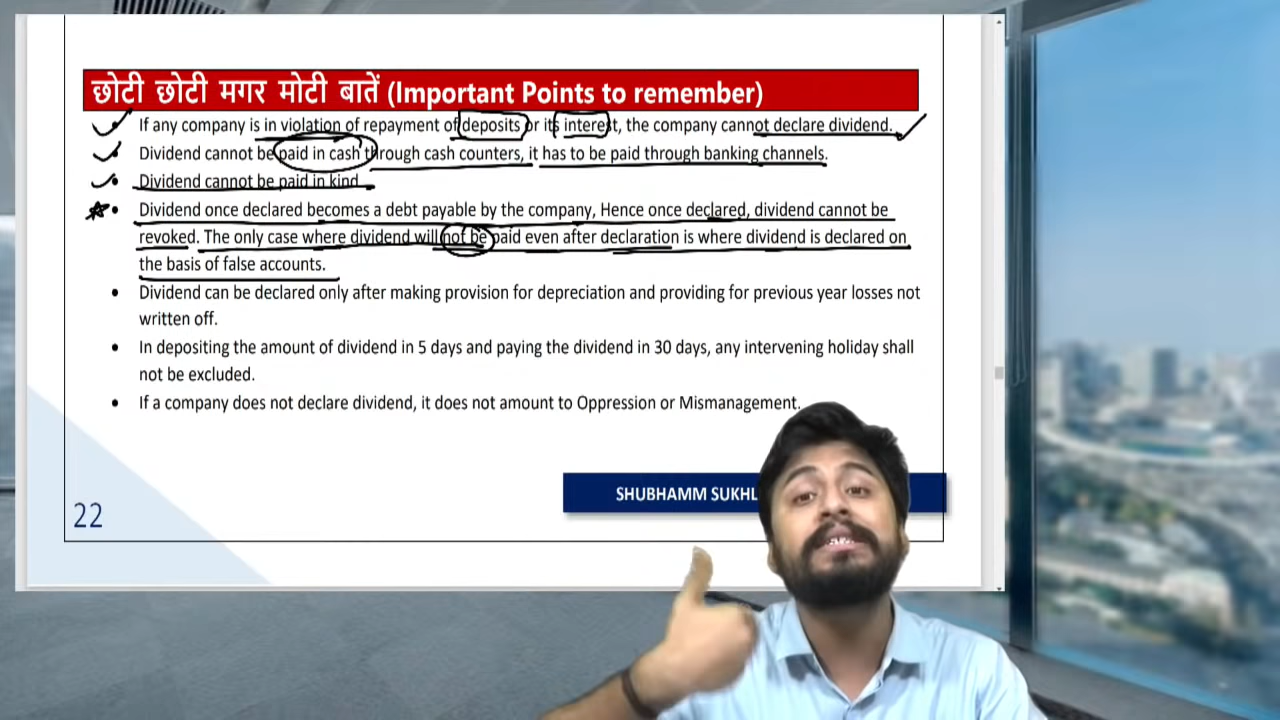 छोटी छोटी मगर मोटी बातें (Important Points to remember)
• If any company is in violation of repayment of deposits or its interest, the company cannot declare dividend.
• Dividend cannot be paid in cash through cash counters, it has to be paid through banking channels.
• Dividend cannot be paid in kind
• Dividend once declared becomes a debt payable by the company, Hence once declared, dividend cannot be
revoked. The only case where dividend will not be paid even after declaration is where dividend is declared on
the basis of false accounts.
• Dividend can be declared only after making provision for depreciation and providing for previous year losses not
written off.
• In depositing the amount of dividend in 5 days and paying the dividend in 30 days, any intervening holiday shall
not be excluded.
• If a company does not declare dividend, it does not amount to Oppression or Mismanagement.
SHUBHAMM
22